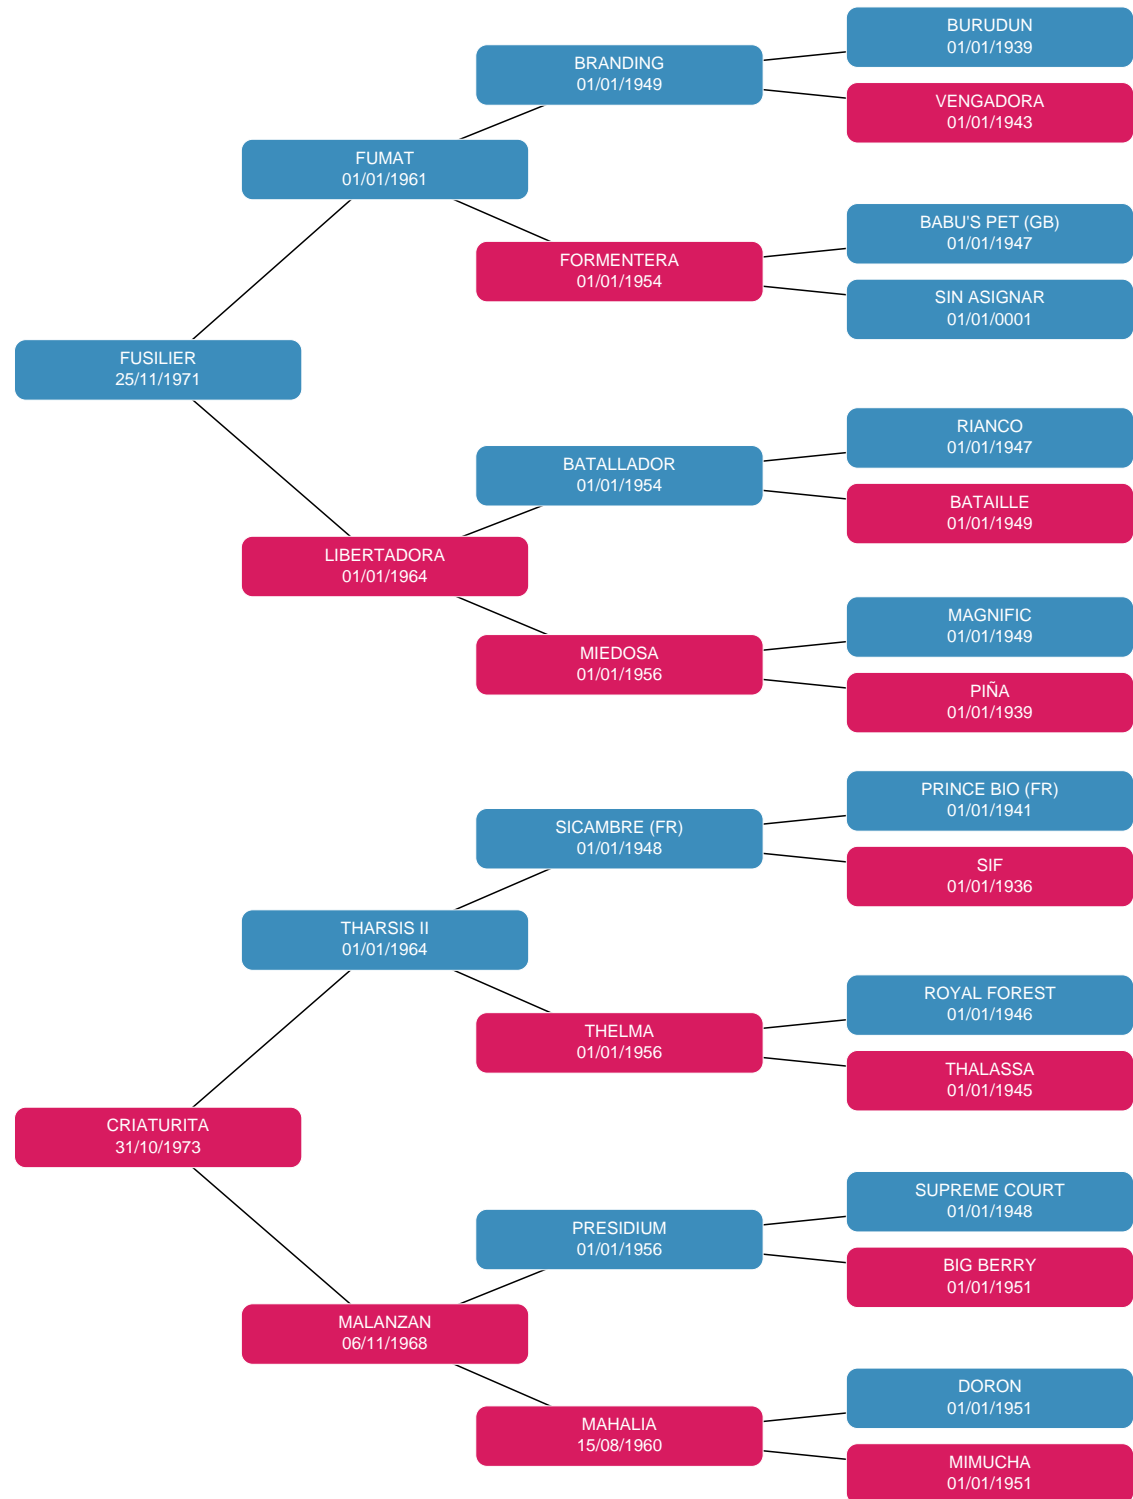 BURUDUN
01/01/1939
BRANDING
01/01/1949
VENGADORA
01/01/1943
FUMAT
01/01/1961
BABU'S PET (GB)
01/01/1947
FORMENTERA
01/01/1954
SIN ASIGNAR
01/01/0001
FUSILIER
25/11/1971
RIANCO
01/01/1947
BATALLADOR
01/01/1954
BATAILLE
01/01/1949
LIBERTADORA
01/01/1964
MAGNIFIC
01/01/1949
MIEDOSA
01/01/1956
PIÑA
01/01/1939
PRINCE BIO (FR)
01/01/1941
SICAMBRE (FR)
01/01/1948
SIF
01/01/1936
THARSIS II
01/01/1964
ROYAL FOREST
01/01/1946
THELMA
01/01/1956
THALASSA
01/01/1945
CRIATURITA
31/10/1973
SUPREME COURT
01/01/1948
PRESIDIUM
01/01/1956
BIG BERRY
01/01/1951
MALANZAN
06/11/1968
DORON
01/01/1951
MAHALIA
15/08/1960
MIMUCHA
01/01/1951